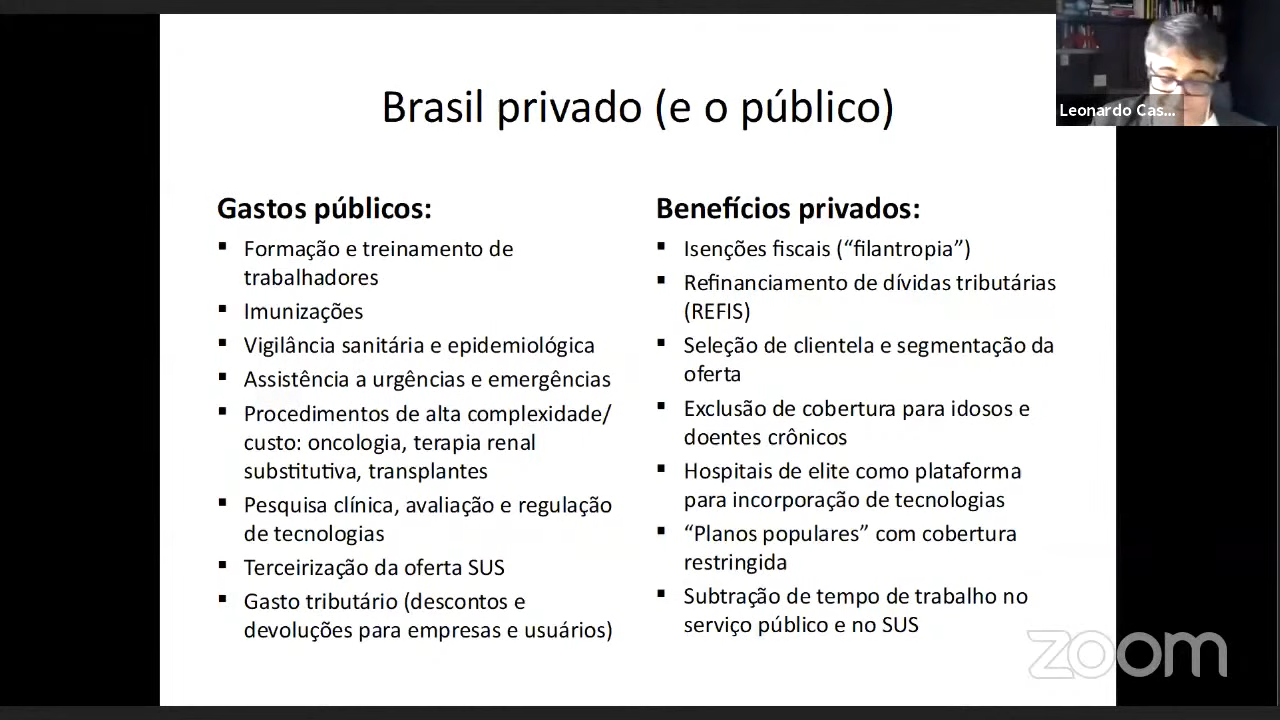 Brasil privado (e o público)
Leonardo Cas...
Gastos públicos:
▪ Formação e treinamento de
trabalhadores
▪ Imunizações
▪ Vigilância sanitária e epidemiológica
▪ Assistência a urgências e emergências
▪ Procedimentos de alta complexidade/
custo: oncologia, terapia renal
substitutiva, transplantes
▪ Pesquisa clínica, avaliação e regulação
de tecnologias
▪ Terceirização da oferta SUS
▪ Gasto tributário (descontos e
devoluções para empresas e usuários)
Benefícios privados:
▪ Isenções fiscais (“filantropia”)
▪ Refinanciamento de dívidas tributárias
(REFIS)
▪ Seleção de clientela e segmentação da
oferta
▪ Exclusão de cobertura para idosos e
doentes crônicos
▪ Hospitais de elite como plataforma
para incorporação de tecnologias
▪ “Planos populares” com cobertura
restringida
▪ Subtração de tempo de trabalho no
serviço público e no SUS
zoom